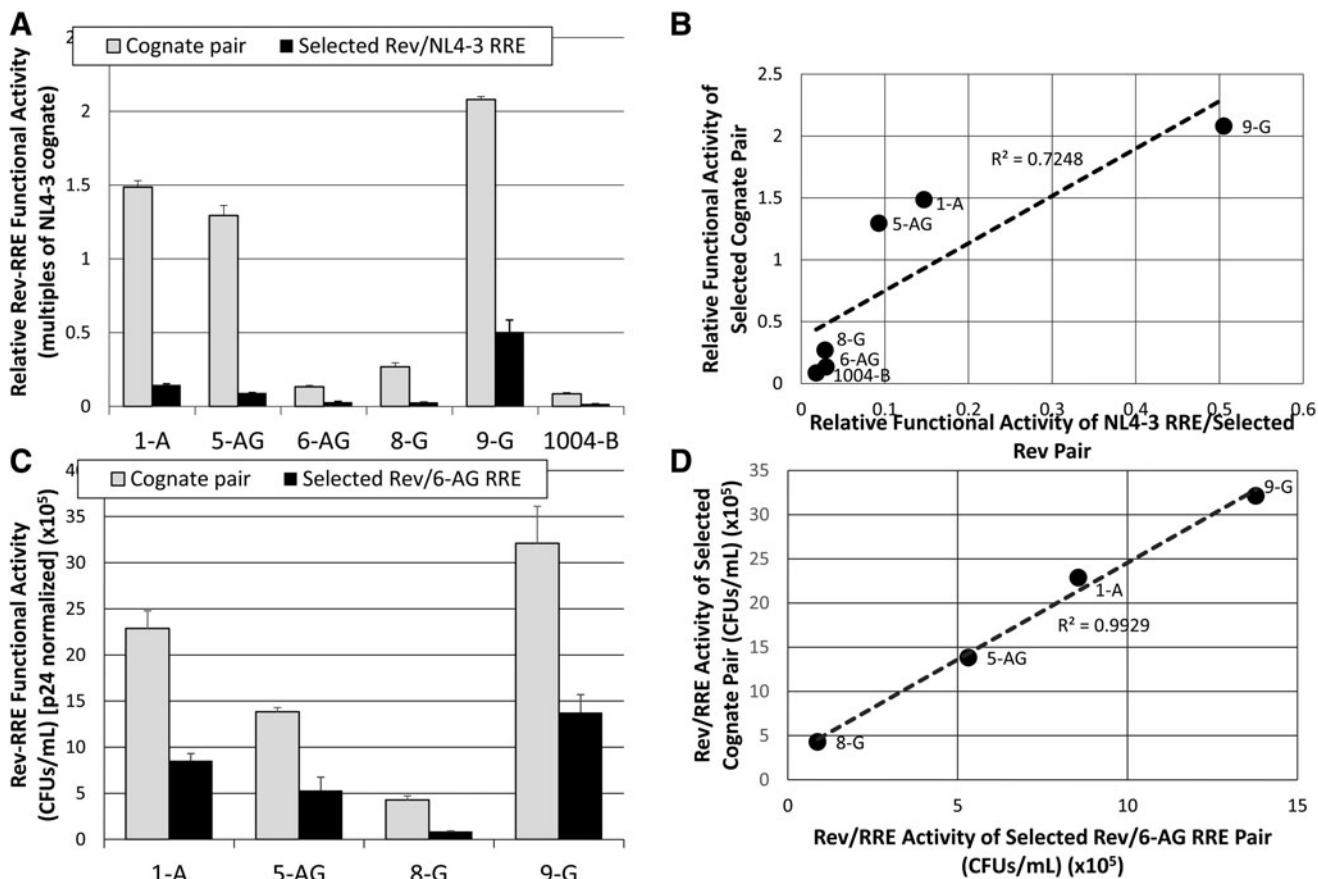 A
2
Cognate pair
Selected Rev/NL4-3 RRE
Relative Rev-RRE Functional Activity
(multiples of NL4-3 cognate)
2
1.5
1
0.5
0
1-A
5-AG
6-AG
8-G
9-G
1004-B
B
Relative Functional Activity of
Selected Cognate Pair
2.5
2
1.5
1
0.5
0
9-G
R² = 0.7248
1-A
5-AG
8-G
6-AG
1004-B
0
0.1
0.2
0.3
0.4
0.5
0.6
Relative Functional Activity of NL4-3 RRE/Selected
Rev Pair
C
40
Cognate pair
Selected Rev/6-AG RRE
Rev-RRE Functional Activity
(CFUs/mL) [p24 normalized] (x10⁵)
35
30
25
20
15
10
5
0
1-A
5-AG
8-G
9-G
D
Rev/RRE Activity of Selected
Cognate Pair (CFUs/mL) (x10⁵)
35
30
25
20
15
10
5
0
9-G
1-A
R² = 0.9929
5-AG
8-G
0
5
10
15
Rev/RRE Activity of Selected Rev/6-AG RRE Pair
(CFUs/mL) (x10⁵)